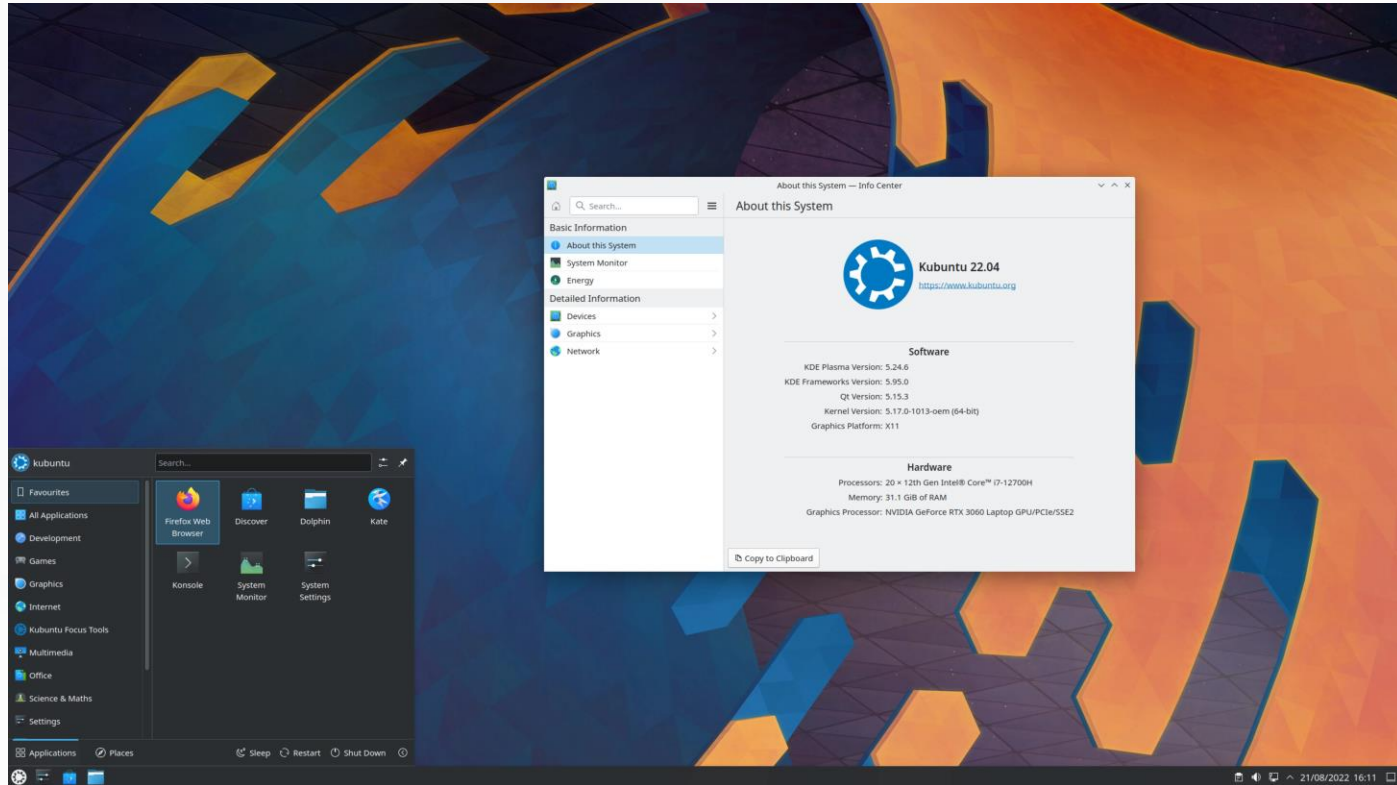 About this System — Info Center
Search...
About this System
Basic Information
About this System
System Monitor
Energy
Detailed Information
Devices
Graphics
Network
Kubuntu 22.04
https://www.kubuntu.org
Software
KDE Plasma Version: 5.24.6
KDE Frameworks Version: 5.95.0
Qt Version: 5.15.3
Kernel Version: 5.17.0-1013-oem (64-bit)
Graphics Platform: X11
Hardware
Processors: 20 × 12th Gen Intel® Core™ i7-12700H
Memory: 31.1 GiB of RAM
Graphics Processor: NVIDIA GeForce RTX 3060 Laptop GPU/PCIe/SSE2
Copy to Clipboard
kubuntu
Search...
Favourites
All Applications
Development
Games
Graphics
Internet
Kubuntu Focus Tools
Multimedia
Office
Science & Maths
Settings
Firefox Web
Browser
Discover
Dolphin
Kate
Konsole
System
Monitor
System
Settings
Applications
Places
Sleep
Restart
Shut Down
21/08/2022 16:11